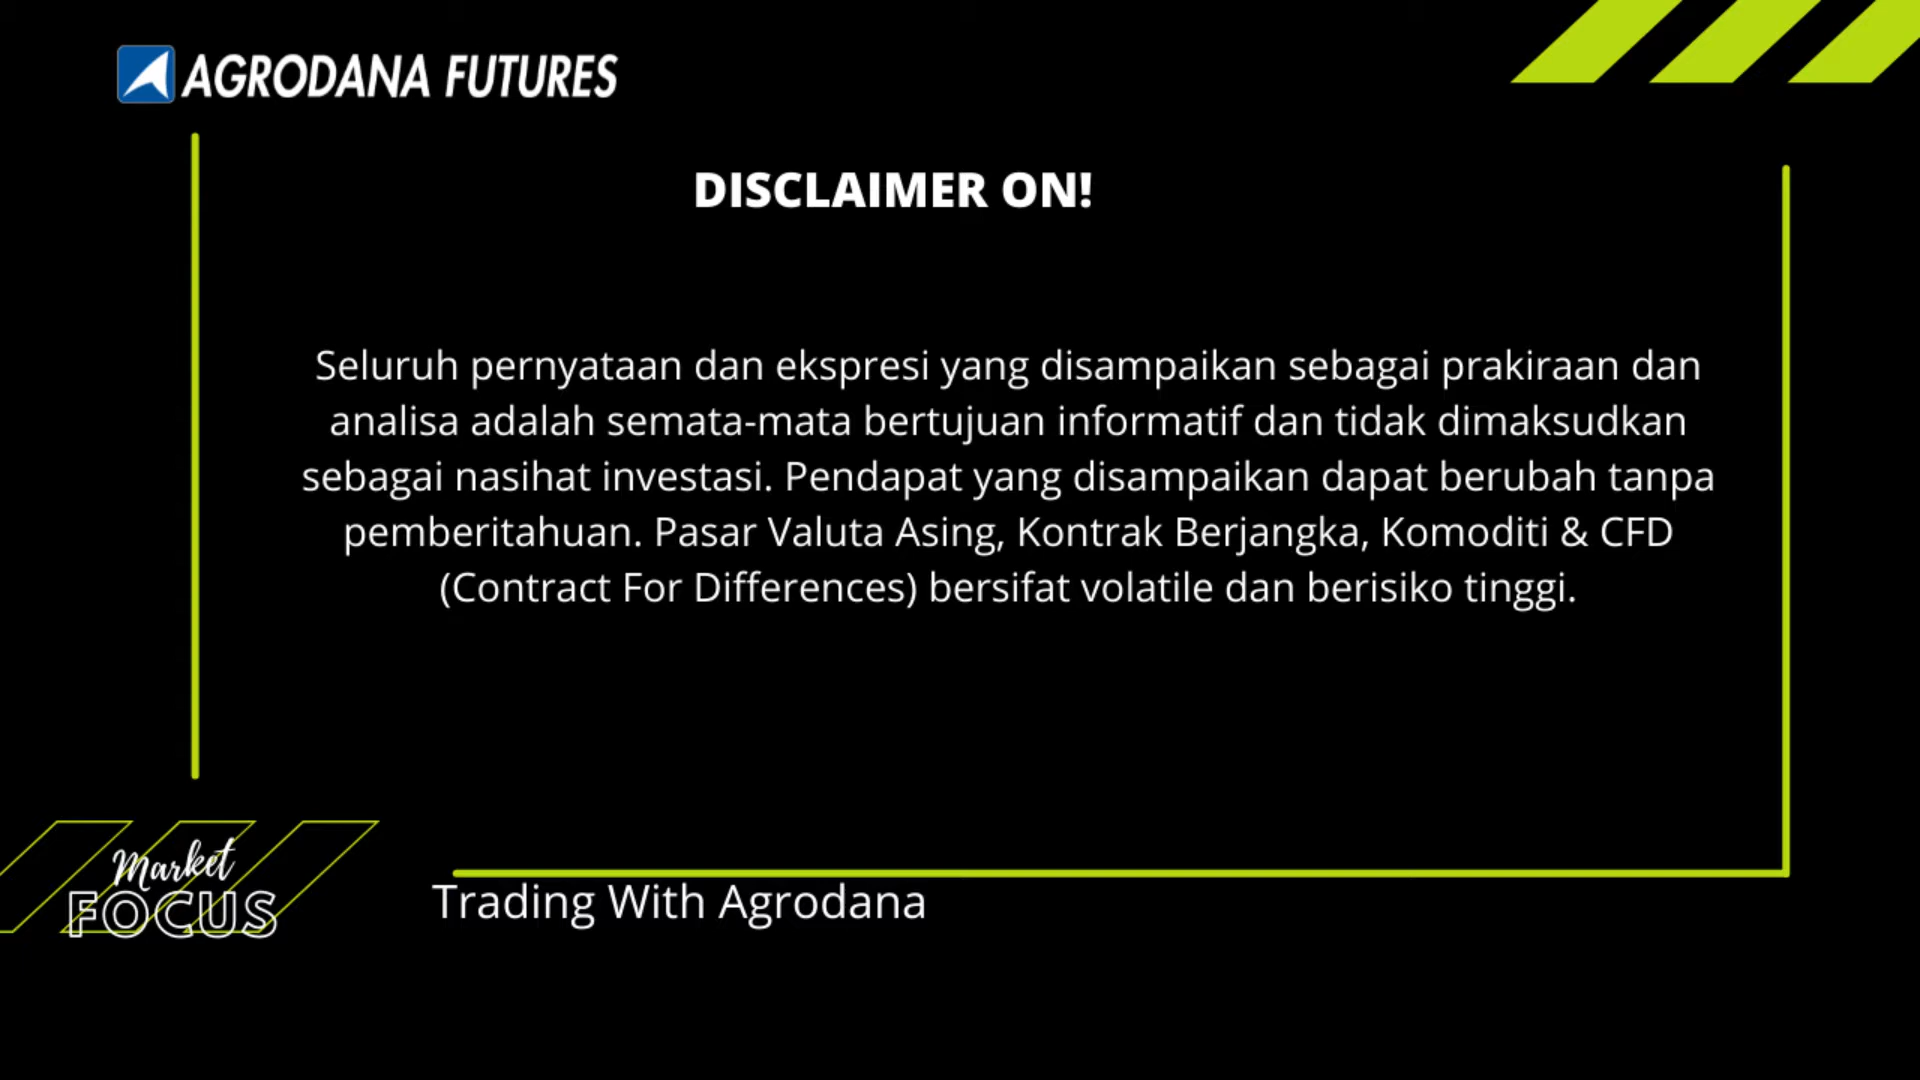 AGRODANA FUTURES
DISCLAIMER ON!
Seluruh pernyataan dan ekspresi yang disampaikan sebagai prakiraan dan
analisa adalah semata-mata bertujuan informatif dan tidak dimaksudkan
sebagai nasihat investasi. Pendapat yang disampaikan dapat berubah tanpa
pemberitahuan. Pasar Valuta Asing, Kontrak Berjangka, Komoditi & CFD
(Contract For Differences) bersifat volatile dan berisiko tinggi.
Market
FOCUS
Trading With Agrodana